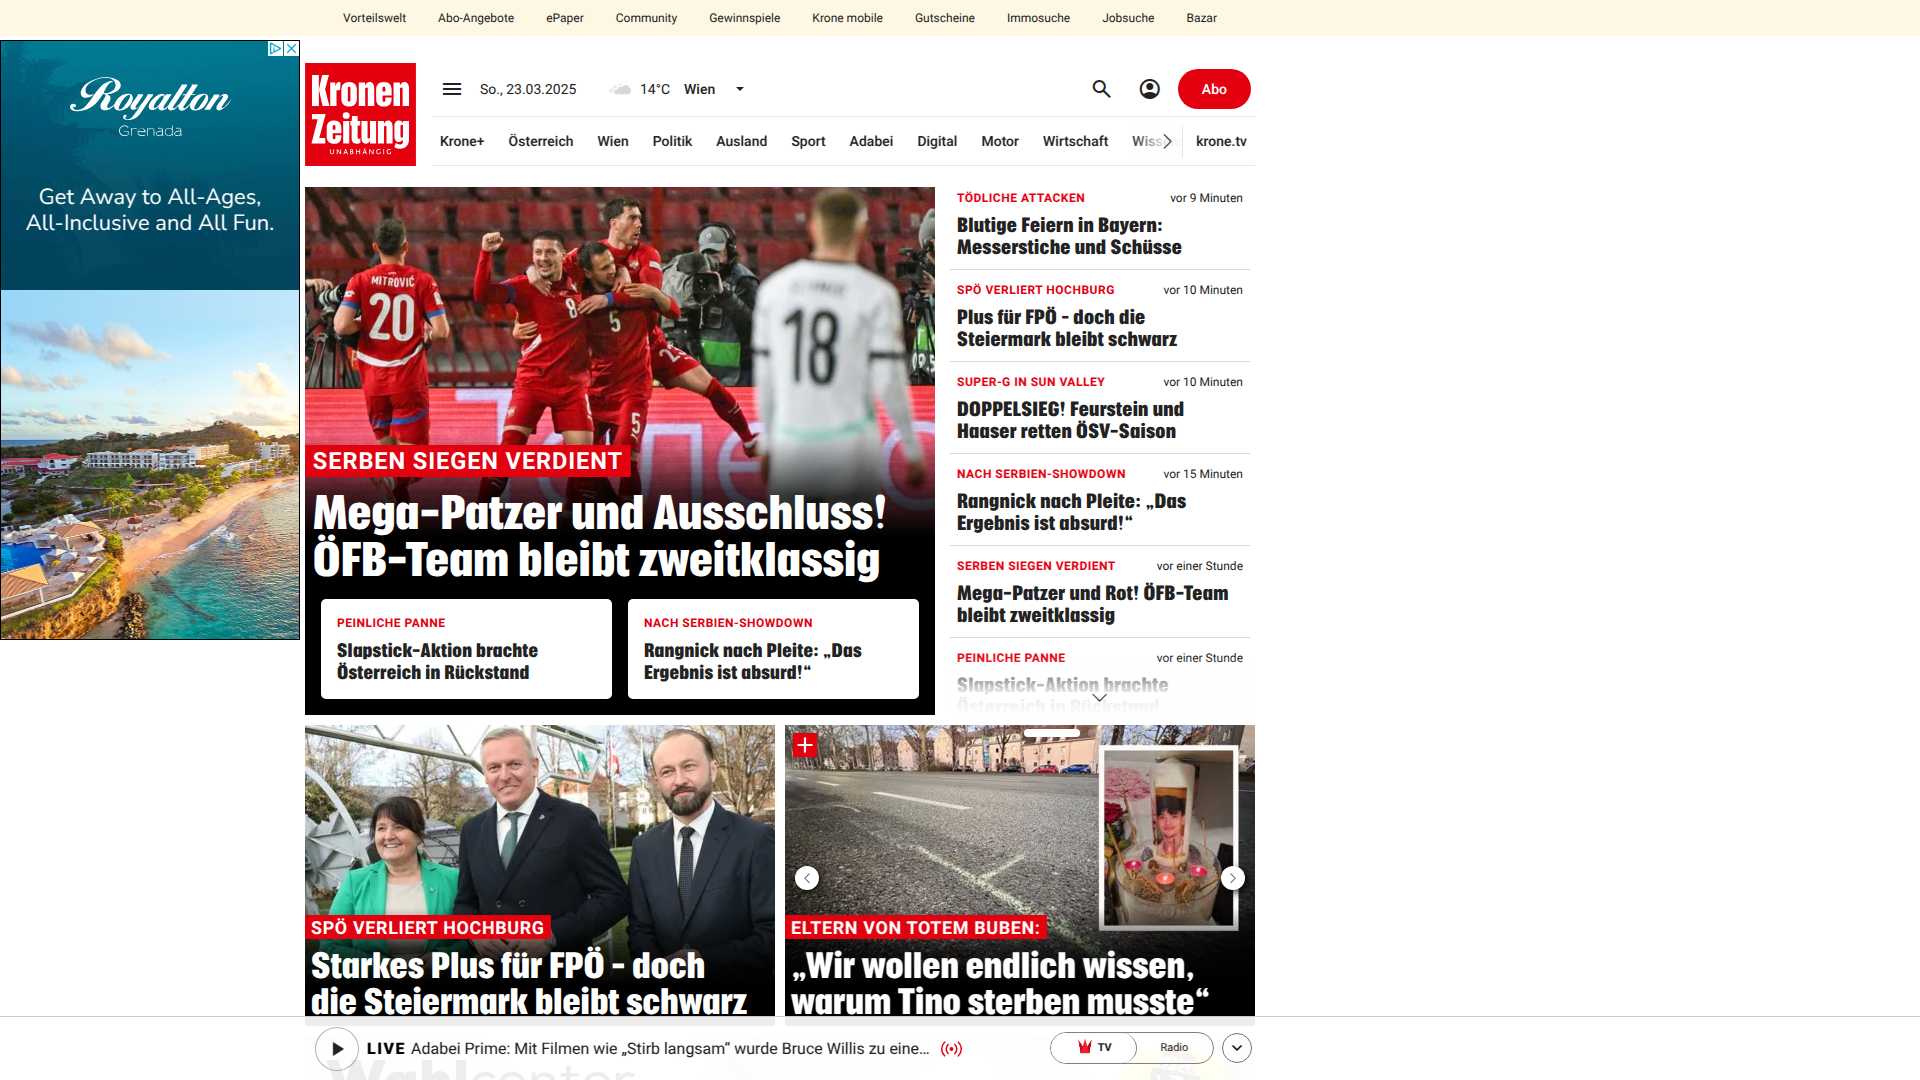 Vorteilswelt
Abo-Angebote
ePaper
Community
Gewinnspiele
Krone mobile
Gutscheine
Immosuche
Jobsuche
Bazar
Royalton
Grenada
Get Away to All-Ages,
All-Inclusive and All Fun.
Kronen
Zeitung
UNABHÄNGIG
So., 23.03.2025
14°C
Wien
Abo
Krone+
Österreich
Wien
Politik
Ausland
Sport
Adabei
Digital
Motor
Wirtschaft
krone.tv
MITROVIĆ
20
8
5
23
5
18
SERBEN SIEGEN VERDIENT
Mega-Patzer und Ausschluss!
ÖFB-Team bleibt zweitklassig
PEINLICHE PANNE
Slapstick-Aktion brachte
Österreich in Rückstand
NACH SERBIEN-SHOWDOWN
Rangnick nach Pleite: „Das
Ergebnis ist absurd!“
TÖDLICHE ATTACKEN
vor 9 Minuten
Blutige Feiern in Bayern:
Messerstiche und Schüsse
SPÖ VERLIERT HOCHBURG
vor 10 Minuten
Plus für FPÖ – doch die
Steiermark bleibt schwarz
SUPER-G IN SUN VALLEY
vor 10 Minuten
DOPPELSIEG! Feurstein und
Haaser retten ÖSV-Saison
NACH SERBIEN-SHOWDOWN
vor 15 Minuten
Rangnick nach Pleite: „Das
Ergebnis ist absurd!“
SERBEN SIEGEN VERDIENT
vor einer Stunde
Mega-Patzer und Rot! ÖFB-Team
bleibt zweitklassig
PEINLICHE PANNE
vor einer Stunde
Slapstick-Aktion brachte
Österreich in Rückstand
SPÖ VERLIERT HOCHBURG
Starkes Plus für FPÖ – doch
die Steiermark bleibt schwarz
ELTERN VON TOTEM BUBEN:
„Wir wollen endlich wissen,
warum Tino sterben musste“
LIVE Adabei Prime: Mit Filmen wie „Stirb langsam“ wurde Bruce Willis zu eine...
TV
Radio
Wahlcenter